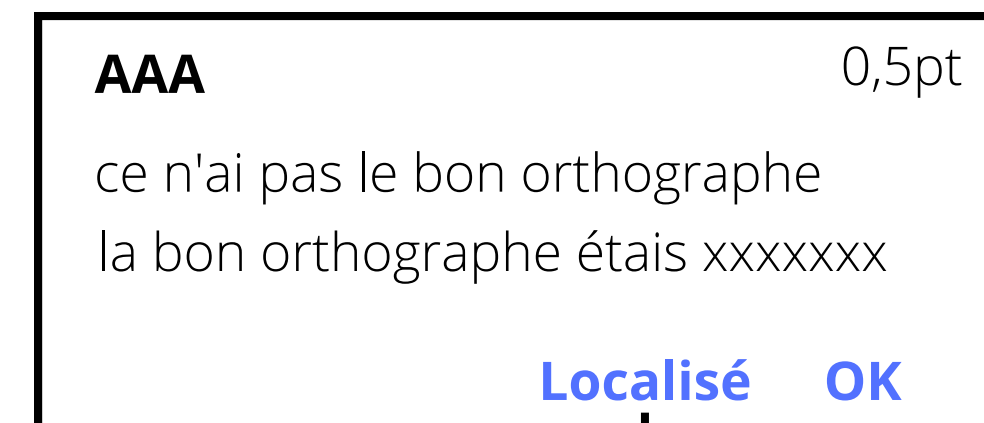 AAA
0,5pt
ce n'ai pas le bon orthographe
la bon orthographe étais xxxxxxx
Localisé OK